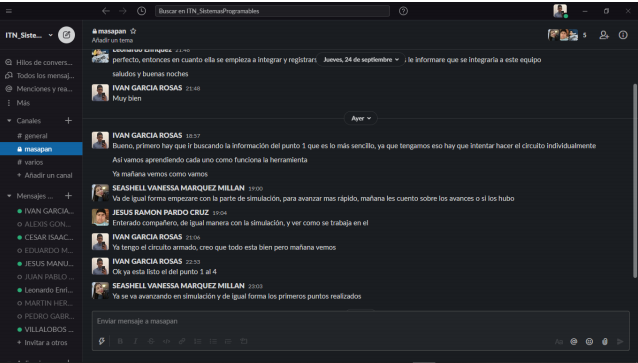 Buscar en ITN_SistemasProgramables
ITN_Siste...
masapan
Añadir un tema
5
Hilos de convers...
Todos los mensaj...
Menciones y rea...
Más
Canales
# general
masapan
# varios
+ Añadir un canal
Mensajes ...
IVAN GARCIA...
ALEXIS GON...
CESAR ISAAC...
EDUARDO M...
JESUS MANU...
JUAN PABLO ...
Leonardo Enrí...
MARTIN HER...
PEDRO GABR...
VILLALOBOS ...
+ Invitar a otros
Leonardo Enriquez 21:46
perfecto, entonces en cuanto ella se empieza a integrar y registrars
Jueves, 24 de septiembre
le informare que se integraria a este equipo
saludos y buenas noches
IVAN GARCIA ROSAS 21:48
Muy bien
Ayer
IVAN GARCIA ROSAS 18:57
Bueno, primero hay que ir buscando la información del punto 1 que es lo más sencillo, ya que tengamos eso hay que intentar hacer el circuito individualmente
Así vamos aprendiendo cada uno como funciona la herramienta
Ya mañana vemos como vamos
SEASHELL VANESSA MARQUEZ MILLAN 19:00
Va de igual forma empezare con la parte de simulación, para avanzar mas rápido, mañana les cuento sobre los avances o si los hubo
JESUS RAMON PARDO CRUZ 19:04
Enterado compañero, de igual manera con la simulación, y ver como se trabaja en el
IVAN GARCIA ROSAS 21:06
Ya tengo el circuito armado, creo que todo esta bien pero mañana vemos
IVAN GARCIA ROSAS 22:53
Ok ya esta listo el del punto 1 al 4
SEASHELL VANESSA MARQUEZ MILLAN 23:03
Ya se va avanzando en simulación y de igual forma los primeros puntos realizados
Enviar mensaje a masapan
B I
Aa @